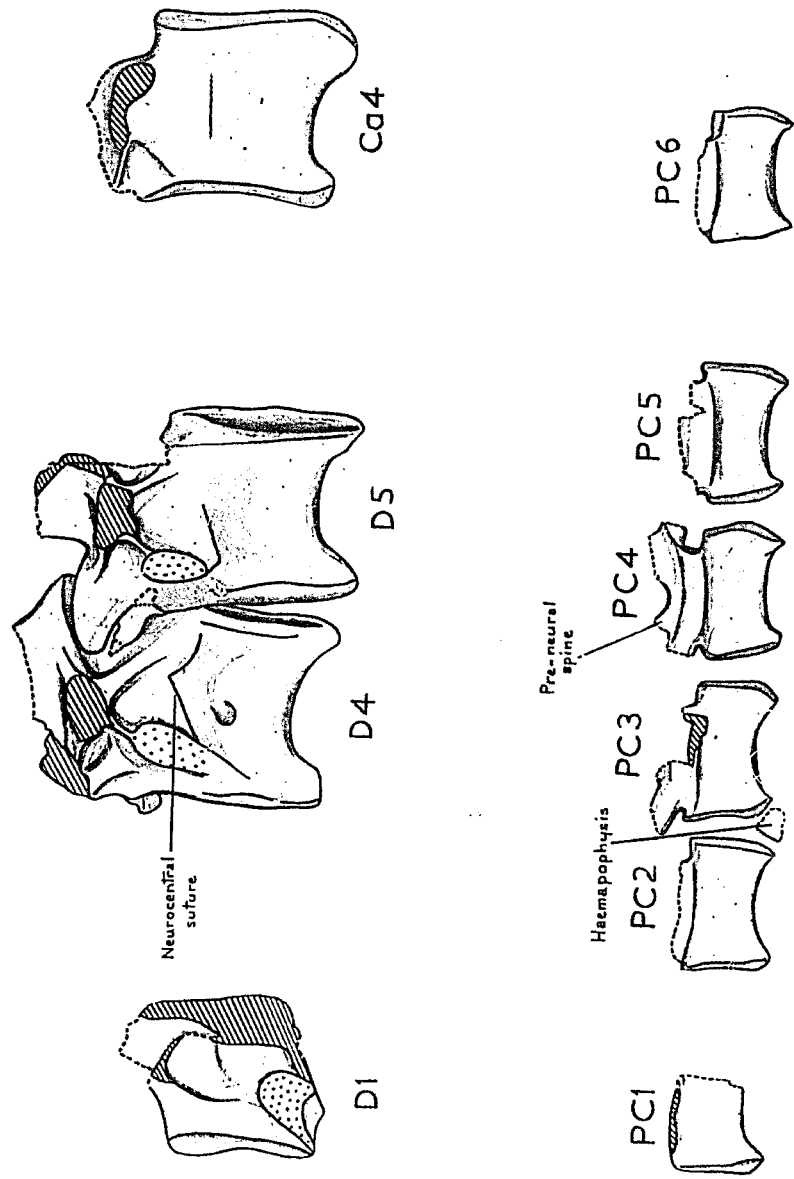 D1
Neurocentral
suture
D4
D5
Ca4
PC1
PC2
Haemapophysis
PC3
Pre-neural
spine
PC4
PC5
PC6